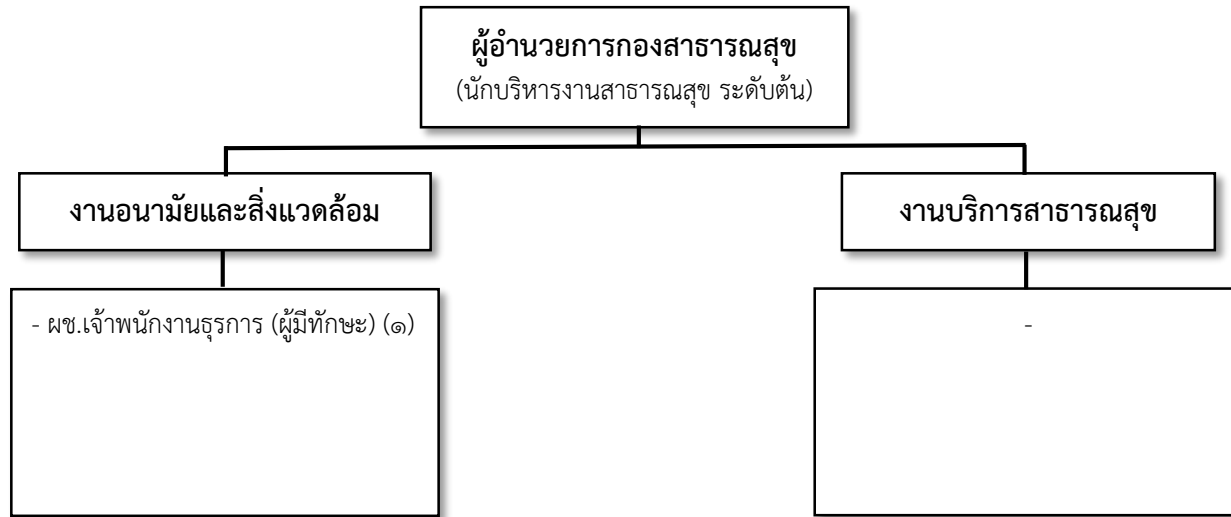 ผู้อำนวยการกองสาธารณสุข
(นักบริหารงานสาธารณสุข ระดับต้น)
งานอนามัยและสิ่งแวดล้อม
งานบริการสาธารณสุข
- ผช.เจ้าพนักงานธุรการ (ผู้มีทักษะ) (๑)
-